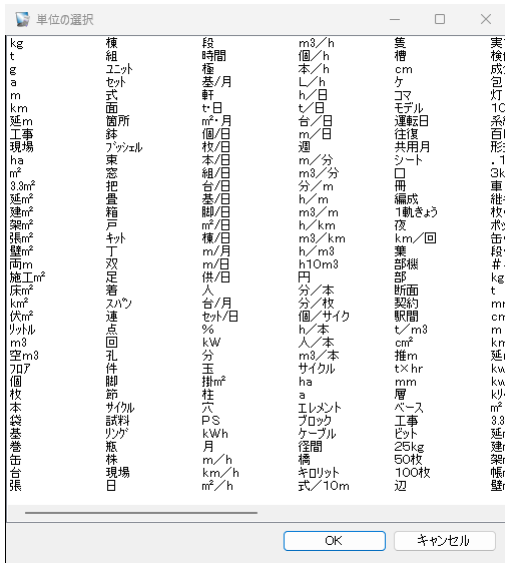 単位の選択
kg
t
g
a
m
km
延m
工事
現場
ha
m²
3.3m²
延m²
建m²
架m²
張m²
壁m²
両m
施工m²
床m²
km²
伏m²
リットル
m3
空m3
フロア
個
枚
本
袋
基
巻
缶
台
張
棟
組
ユニット
セット
式
面
箇所
鉢
ブッシェル
束
窓
把
畳
箱
戸
キット
丁
双
足
着
スパン
連
点
回
孔
件
脚
節
サイクル
試料
リング
瓶
株
現場
日
段
時間
極
基/月
軒
t・日
m²・月
個/日
枚/日
本/日
組/日
台/日
基/日
脚/日
m²/日
棟/日
m/月
m/日
供/日
人
台/月
セット/日
%
kW
分
玉
掛m²
柱
穴
PS
kWh
月
m/h
km/h
m²/h
m3/h
個/h
本/h
L/h
h/日
t/日
台/日
m/日
週
m/分
m3/分
分/m
h/m
m3/m
h/km
m3/km
h/m3
h10m3
円
分/本
分/枚
個/サイク
h/本
人/本
m3/本
サイクル
ha
a
エレメント
ブロック
ケーブル
径間
橋
キロリット
式/10m
隻
槽
cm
ケ
コマ
モデル
運転日
往復
共用月
シート
口
冊
編成
1軌きょう
夜
km/回
葉
部機
部
断面
契約
駅間
t/m3
cm²
推m
t×hr
mm
層
ベース
工事
ビット
25kg
50枚
100枚
辺
包
灯
車
kg
t
m
m²
OK
キャンセル